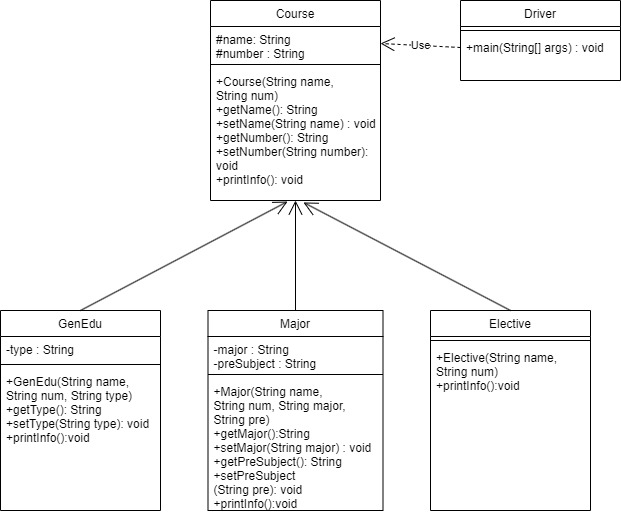 Course
#name: String
#number : String
+Course(String name,
String num)
+getName(): String
+setName(String name) : void
+getNumber(): String
+setNumber(String number):
void
+printInfo(): void
Driver
+main(String[] args) : void
Use
GenEdu
-type : String
+GenEdu(String name,
String num, String type)
+getType(): String
+setType(String type): void
+printInfo():void
Major
-major : String
-preSubject : String
+Major(String name,
String num, String major,
String pre)
+getMajor():String
+setMajor(String major) : void
+getPreSubject(): String
+setPreSubject
(String pre): void
+printInfo():void
Elective
+Elective(String name,
String num)
+printInfo():void